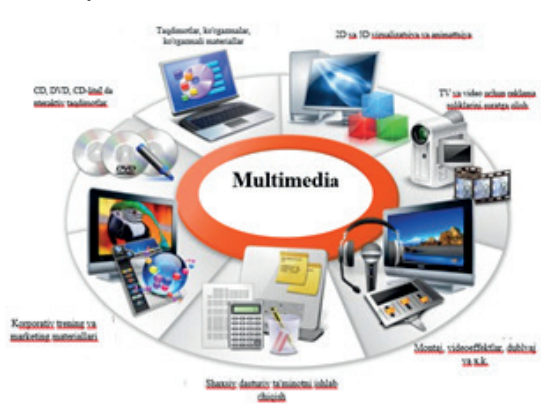 Taqdimotlar, ko'rgazmalar,
ko'rgazmali materiallar
2D va 3D vizualizatsiya va animatsiya
CD, DVD, CD-litsd da
interaktiv taqdimotlar
TV va video uchun reklama
roliklarini suratga olish
DVD
Multimedia
Korporativ trening va
marketing materiallari
Montaj, videoeffektlar, dublyaj
va x.k.
Shaxsiy dasturiy ta'minotni ishlab
chiqish